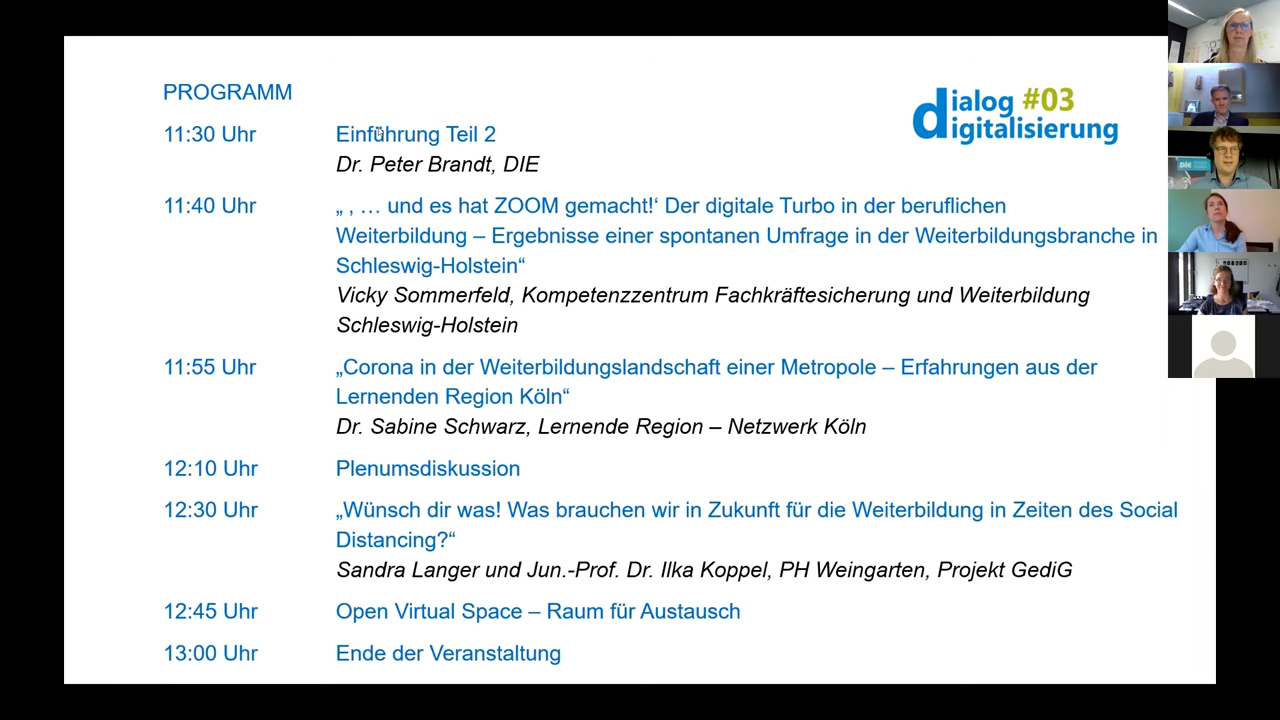 PROGRAMM
dialog #03
digitalisierung
11:30 Uhr Einführung Teil 2
Dr. Peter Brandt, DIE
11:40 Uhr „ ‚ … und es hat ZOOM gemacht!‘ Der digitale Turbo in der beruflichen
Weiterbildung – Ergebnisse einer spontanen Umfrage in der Weiterbildungsbranche in
Schleswig-Holstein“
Vicky Sommerfeld, Kompetenzzentrum Fachkräftesicherung und Weiterbildung
Schleswig-Holstein
11:55 Uhr „Corona in der Weiterbildungslandschaft einer Metropole – Erfahrungen aus der
Lernenden Region Köln“
Dr. Sabine Schwarz, Lernende Region – Netzwerk Köln
12:10 Uhr Plenumsdiskussion
12:30 Uhr „Wünsch dir was! Was brauchen wir in Zukunft für die Weiterbildung in Zeiten des Social
Distancing?“
Sandra Langer und Jun.-Prof. Dr. Ilka Koppel, PH Weingarten, Projekt GediG
12:45 Uhr Open Virtual Space – Raum für Austausch
13:00 Uhr Ende der Veranstaltung
die